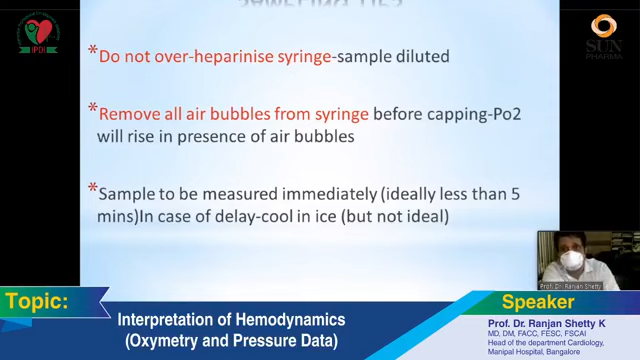 SAMPLING TIPS
IPDI
SUN
PHARMA
*Do not over-heparinise syringe-sample diluted
*Remove all air bubbles from syringe before capping-Po2
will rise in presence of air bubbles
*Sample to be measured immediately (ideally less than 5
mins)In case of delay-cool in ice (but not ideal)
Prof. Dr. Ranjan Shetty
Topic:
Interpretation of Hemodynamics
(Oxymetry and Pressure Data)
Speaker
Prof. Dr. Ranjan Shetty K
MD, DM, FACC, FESC, FSCAI
Head of the department Cardiology,
Manipal Hospital, Bangalore